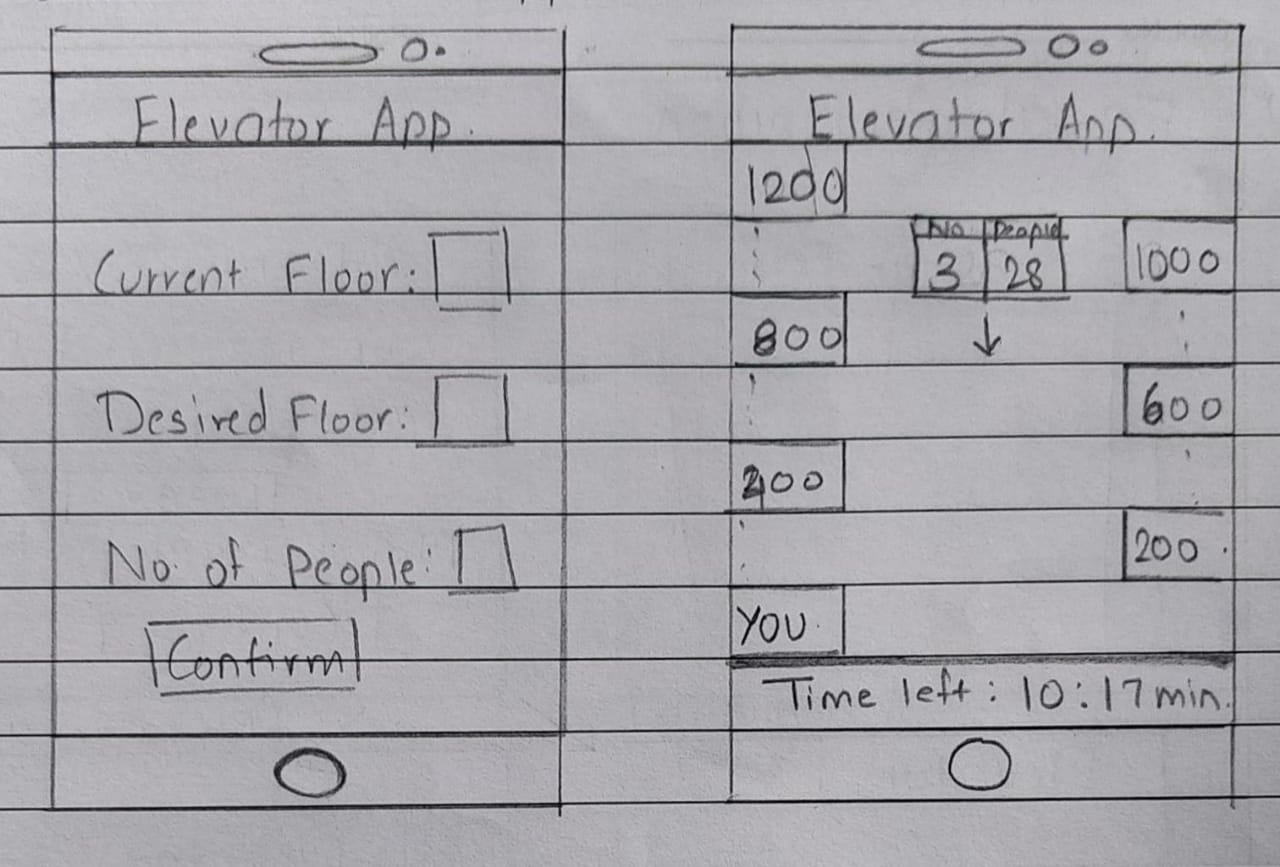 Elevator App.
Current Floor:
Desired Floor:
No. of People:
Confirm
Elevator App.
1200
No. People
3 28
1000
800
600
400
200
YOU
Time left: 10:17 min.